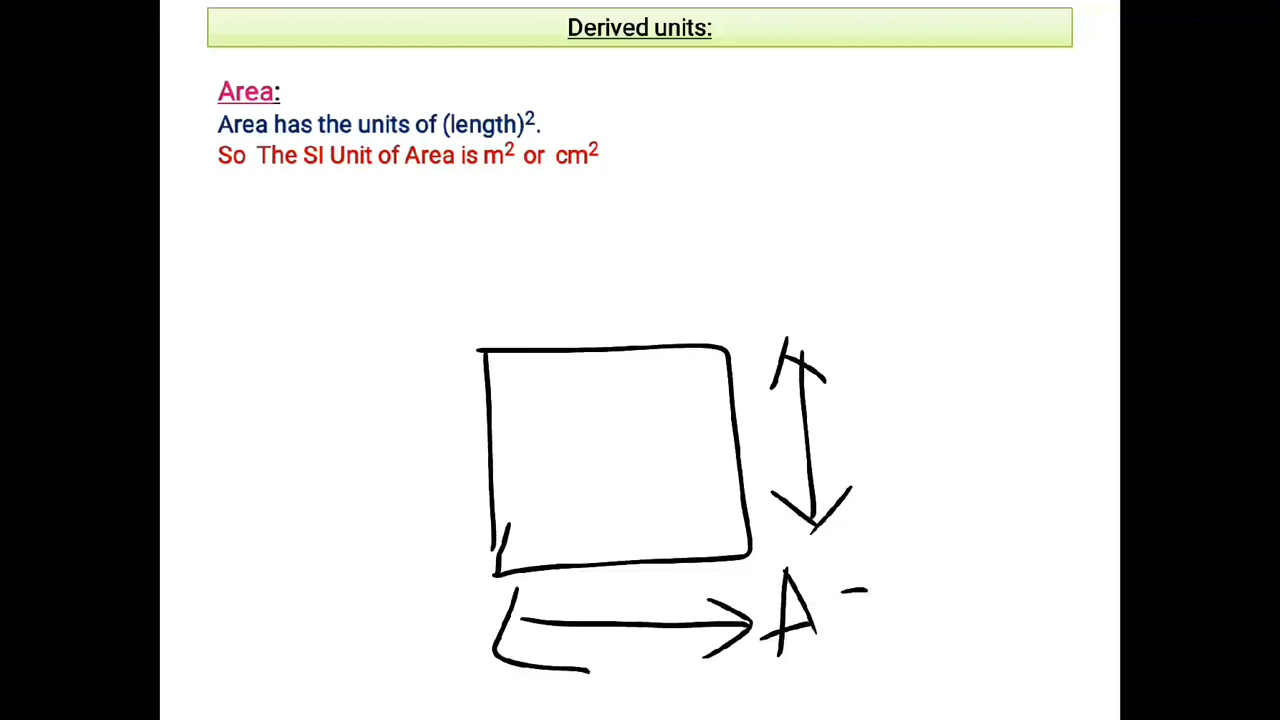 Derived units:
Area:
Area has the units of (length)².
So The SI Unit of Area is m² or cm²
A -